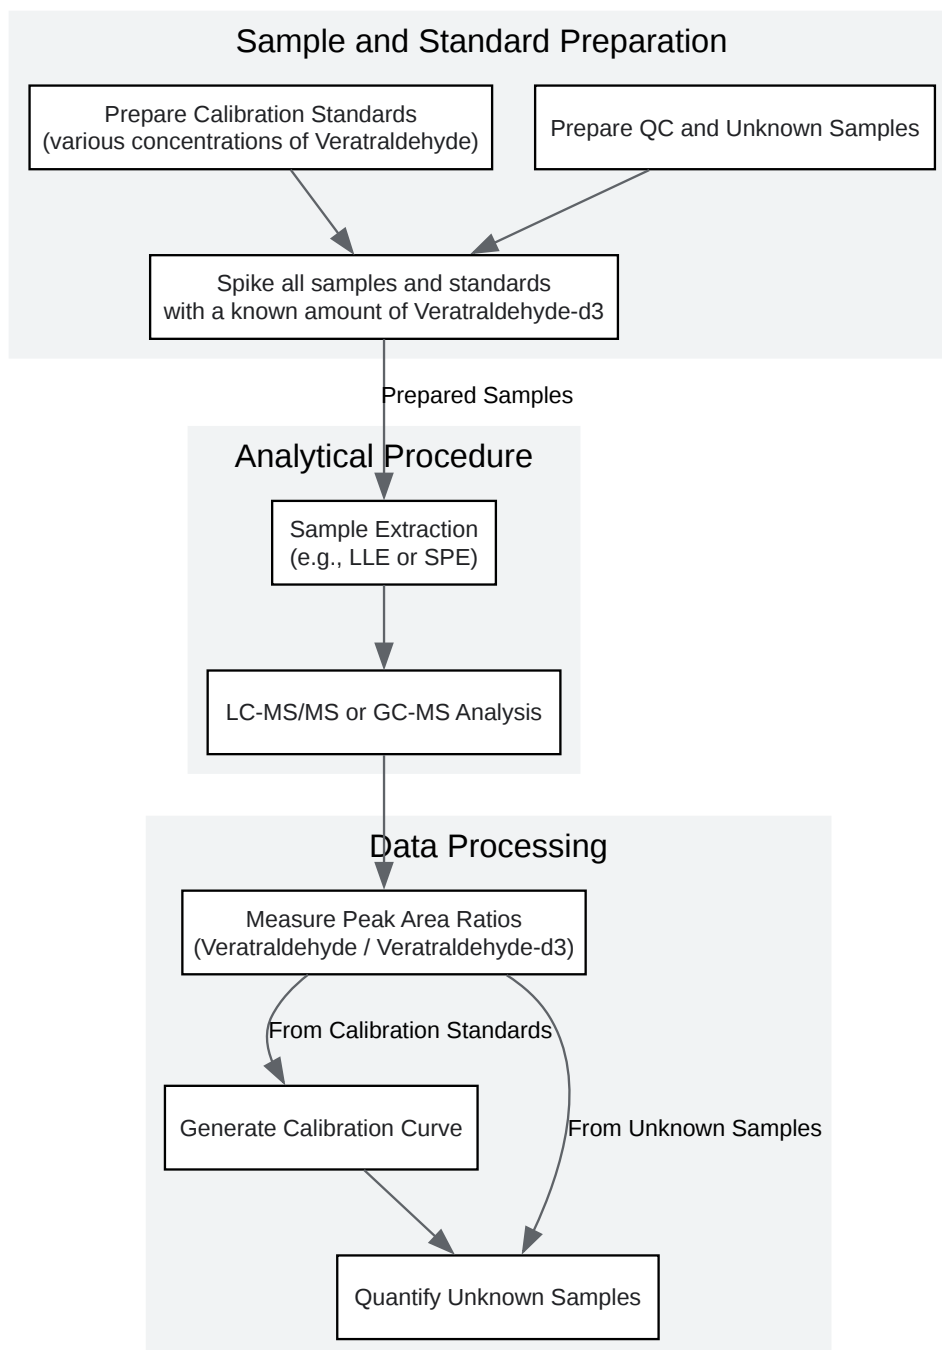 Sample and Standard Preparation
Prepare Calibration Standards
(various concentrations of Veratraldehyde)
Prepare QC and Unknown Samples
Spike all samples and standards
with a known amount of Veratraldehyde-d3
Prepared Samples
Analytical Procedure
Sample Extraction
(e.g., LLE or SPE)
LC-MS/MS or GC-MS Analysis
Data Processing
Measure Peak Area Ratios
(Veratraldehyde / Veratraldehyde-d3)
From Calibration Standards
Generate Calibration Curve
From Unknown Samples
Quantify Unknown Samples